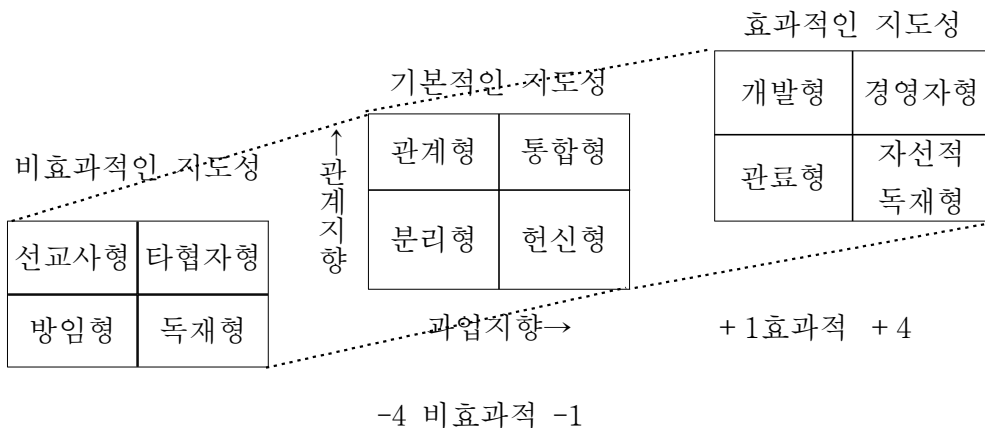 효과적인 지도성
개발형 경영자형
관료형 자선적 독재형
기본적인 지도성
관계형 통합형
분리형 헌신형
↑관계지향
과업지향→
비효과적인 지도성
선교사형 타협자형
방임형 독재형
+1효과적 +4
-4 비효과적 -1